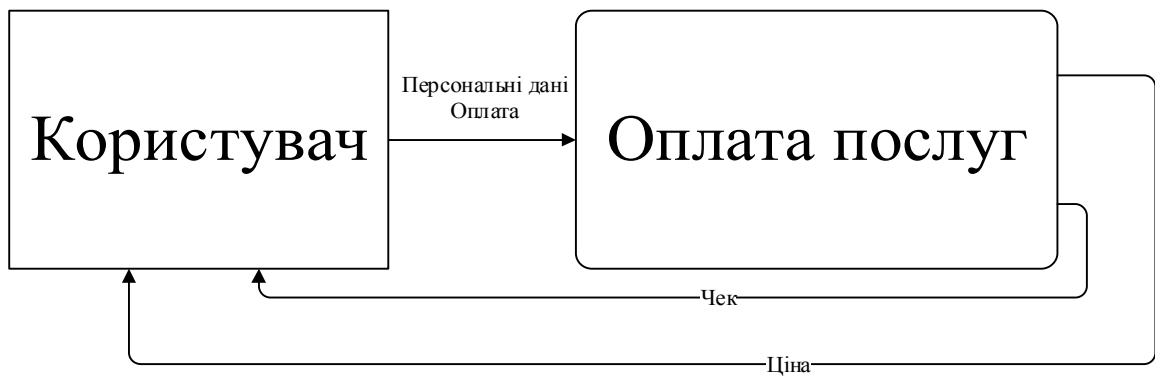 Користувач
Персональні дані
Оплата
Оплата послуг
Чек
Ціна